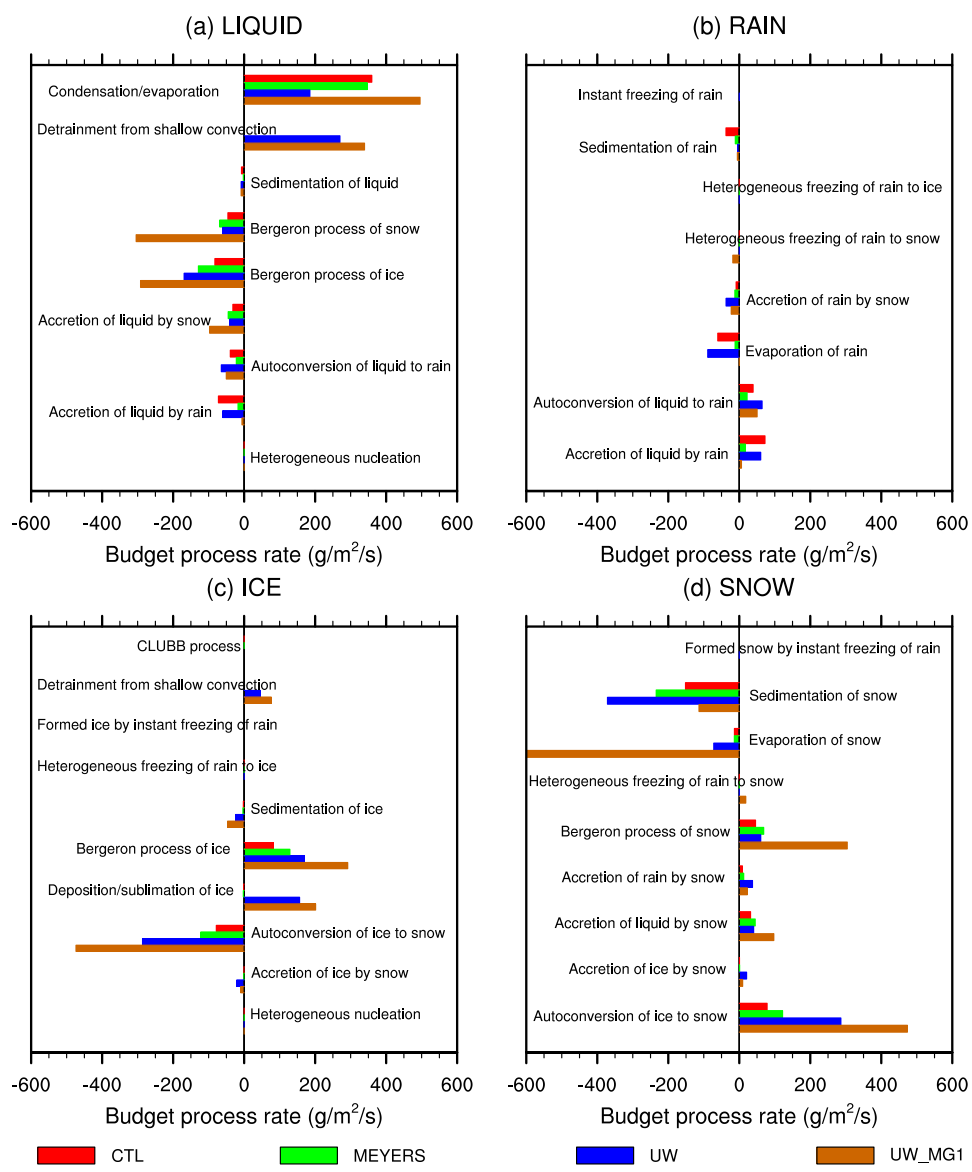 (a) LIQUID
Condensation/evaporation
Detrainment from shallow convection
Sedimentation of liquid
Bergeron process of snow
Bergeron process of ice
Accretion of liquid by snow
Autoconversion of liquid to rain
Accretion of liquid by rain
Heterogeneous nucleation
-600 -400 -200 0 200 400 600
Budget process rate (g/m²/s)
(b) RAIN
Instant freezing of rain
Sedimentation of rain
Heterogeneous freezing of rain to ice
Heterogeneous freezing of rain to snow
Accretion of rain by snow
Evaporation of rain
Autoconversion of liquid to rain
Accretion of liquid by rain
-600 -400 -200 0 200 400 600
Budget process rate (g/m²/s)
(c) ICE
CLUBB process
Detrainment from shallow convection
Formed ice by instant freezing of rain
Heterogeneous freezing of rain to ice
Sedimentation of ice
Bergeron process of ice
Deposition/sublimation of ice
Autoconversion of ice to snow
Accretion of ice by snow
Heterogeneous nucleation
-600 -400 -200 0 200 400 600
Budget process rate (g/m²/s)
(d) SNOW
Formed snow by instant freezing of rain
Sedimentation of snow
Evaporation of snow
Heterogeneous freezing of rain to snow
Bergeron process of snow
Accretion of rain by snow
Accretion of liquid by snow
Accretion of ice by snow
Autoconversion of ice to snow
-600 -400 -200 0 200 400 600
Budget process rate (g/m²/s)
CTL MEYERS UW UW_MG1